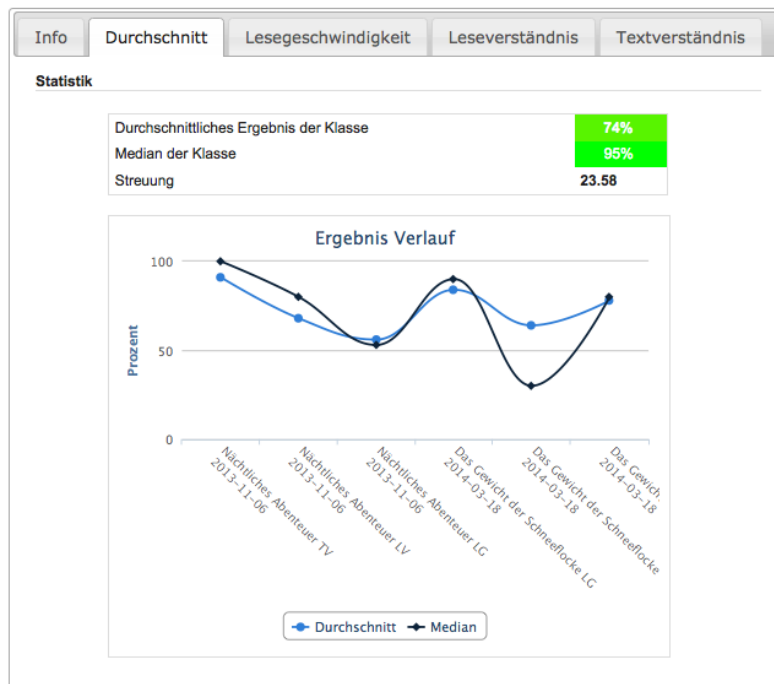 Info Durchschnitt Lesegeschwindigkeit Leseverständnis Textverständnis
Statistik
Durchschnittliches Ergebnis der Klasse 74%
Median der Klasse 95%
Streuung 23.58
Ergebnis Verlauf
Prozent
100
50
0
Nächtliches Abenteuer TV
2013-11-06
Nächtliches Abenteuer LV
2013-11-06
Nächtliches Abenteuer LG
2013-11-06
Das Gewicht der Schneeflocke LG
2014-03-18
Das Gewicht der Schneeflocke
2014-03-18
Das Gewicht
2014-03-18
Durchschnitt Median